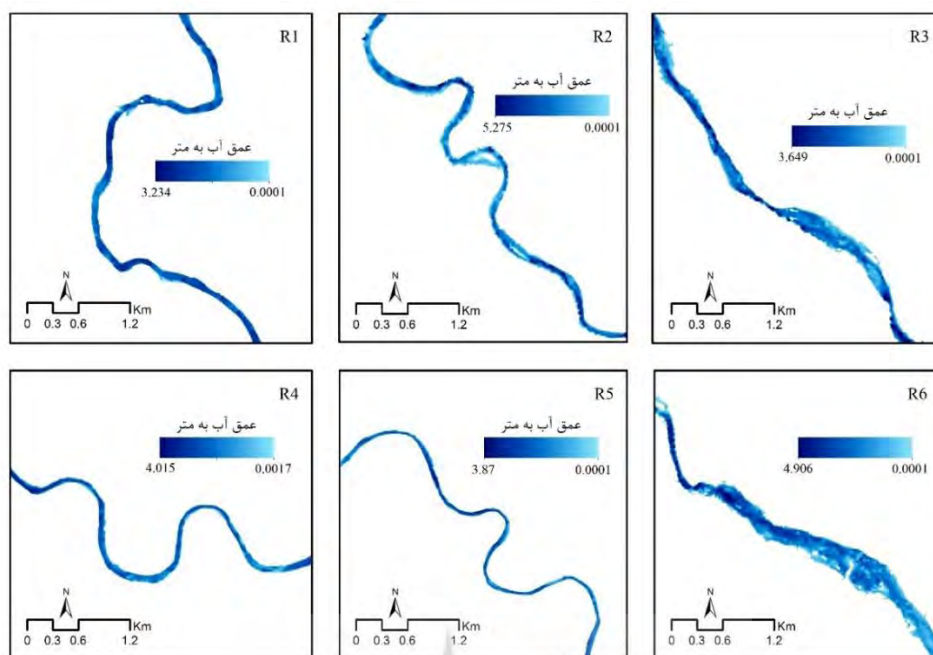 R1
عمق آب به متر
3.234 0.0001
N
Km
0 0.3 0.6 1.2
R2
عمق آب به متر
5.275 0.0001
N
Km
0 0.3 0.6 1.2
R3
عمق آب به متر
3.649 0.0001
N
Km
0 0.3 0.6 1.2
R4
عمق آب به متر
4.015 0.0017
N
Km
0 0.3 0.6 1.2
R5
عمق آب به متر
3.87 0.0001
N
Km
0 0.3 0.6 1.2
R6
4.906 0.0001
N
Km
0 0.3 0.6 1.2